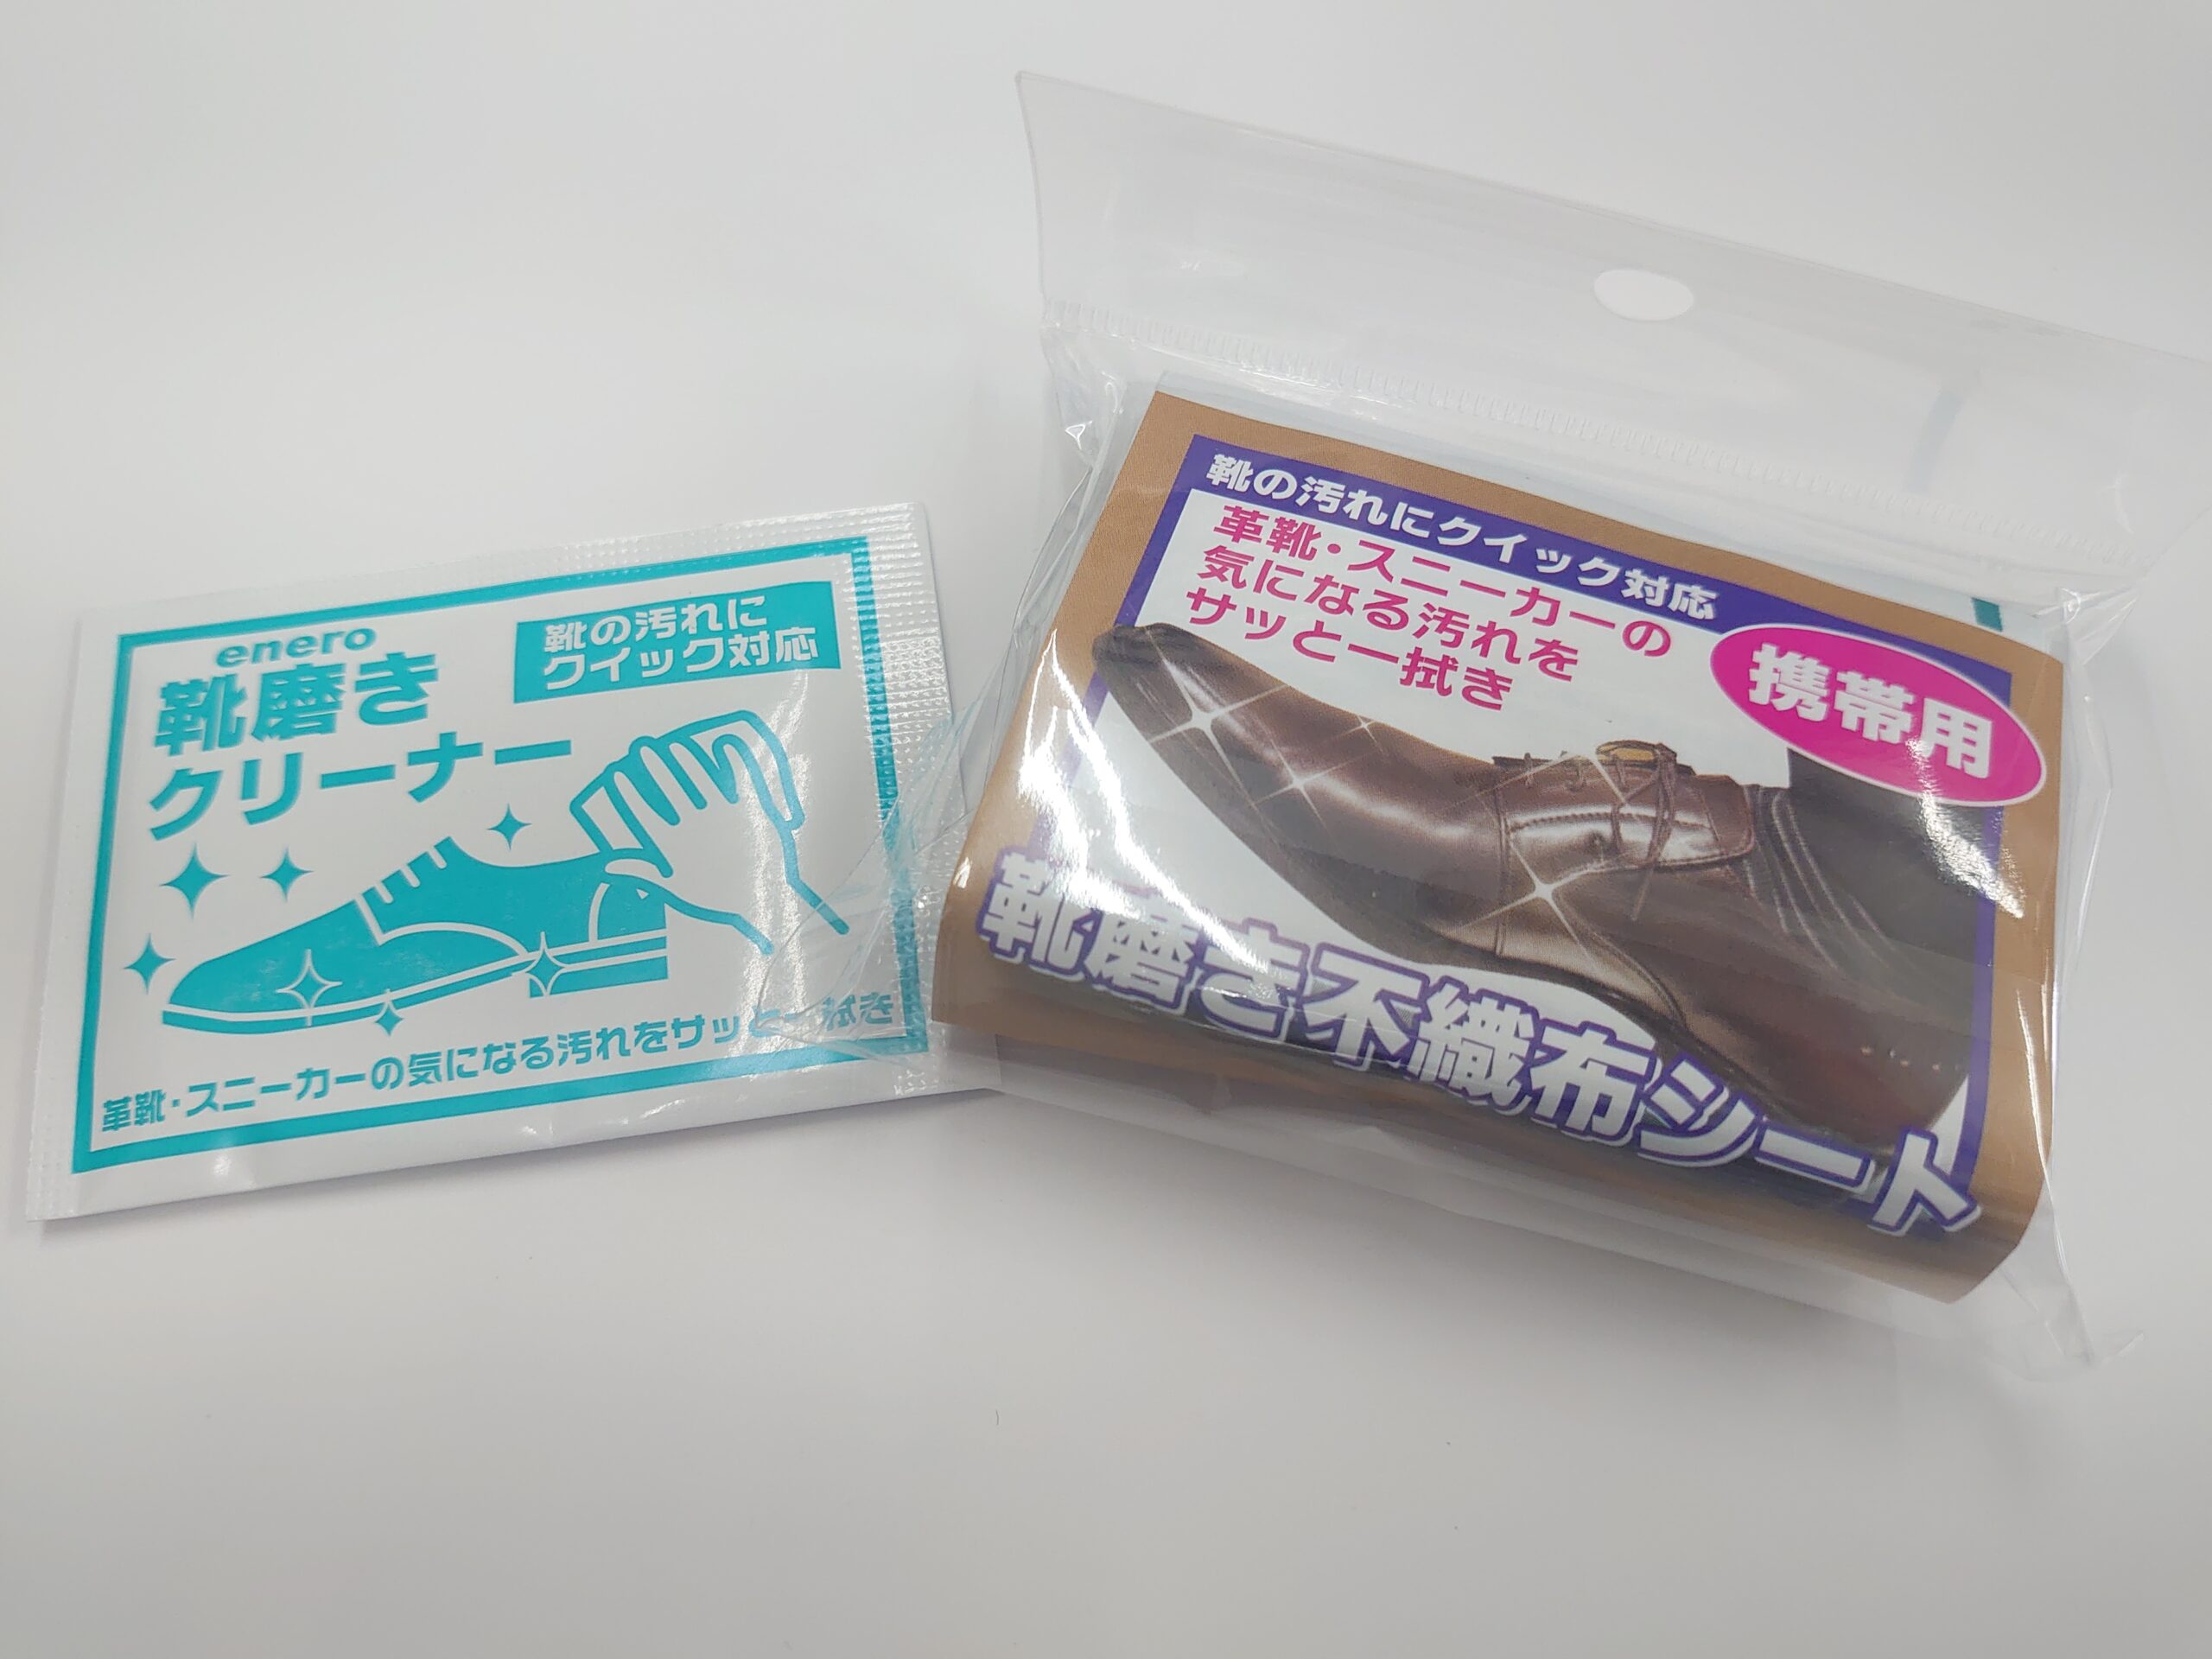 enero
靴磨き
クリーナー
靴の汚れに
クイック対応
革靴・スニーカーの気になる汚れをサッと一拭き
靴の汚れにクイック対応
革靴・スニーカーの
気になる汚れを
サッと一拭き
携帯用
靴磨き不織布シート